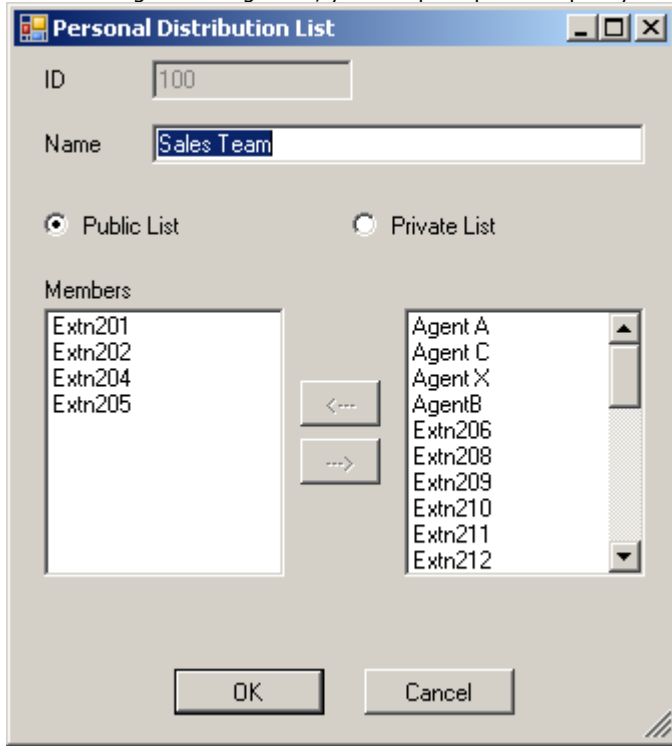 Personal Distribution List
ID
100
Name
Sales Team
Public List
Private List
Members
Extn201
Extn202
Extn204
Extn205
<---
--->
Agent A
Agent C
Agent X
AgentB
Extn206
Extn208
Extn209
Extn210
Extn211
Extn212
OK
Cancel